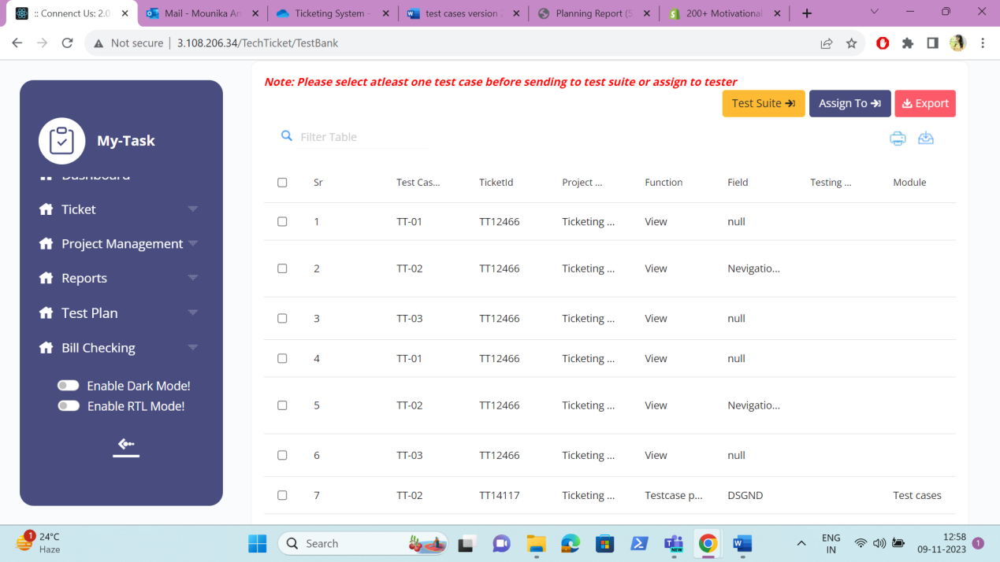 :: Connenct Us: 2.0
Mail - Mounika An
Ticketing System -
test cases version 2
Planning Report (S
200+ Motivational
Not secure | 3.108.206.34/TechTicket/TestBank
Note: Please select atleast one test case before sending to test suite or assign to tester
Test Suite Assign To Export
Filter Table
My-Task
Dashboard
Ticket
Project Management
Reports
Test Plan
Bill Checking
Enable Dark Mode!
Enable RTL Mode!
Sr Test Cas... TicketId Project ... Function Field Testing ... Module
1 TT-01 TT12466 Ticketing ... View null
2 TT-02 TT12466 Ticketing ... View Nevigatio...
3 TT-03 TT12466 Ticketing ... View null
4 TT-01 TT12466 Ticketing ... View null
5 TT-02 TT12466 Ticketing ... View Nevigatio...
6 TT-03 TT12466 Ticketing ... View null
7 TT-02 TT14117 Ticketing ... Testcase p... DSGND Test cases
1
24°C
Haze
Search
NEW
ENG
IN
12:58
09-11-2023
1